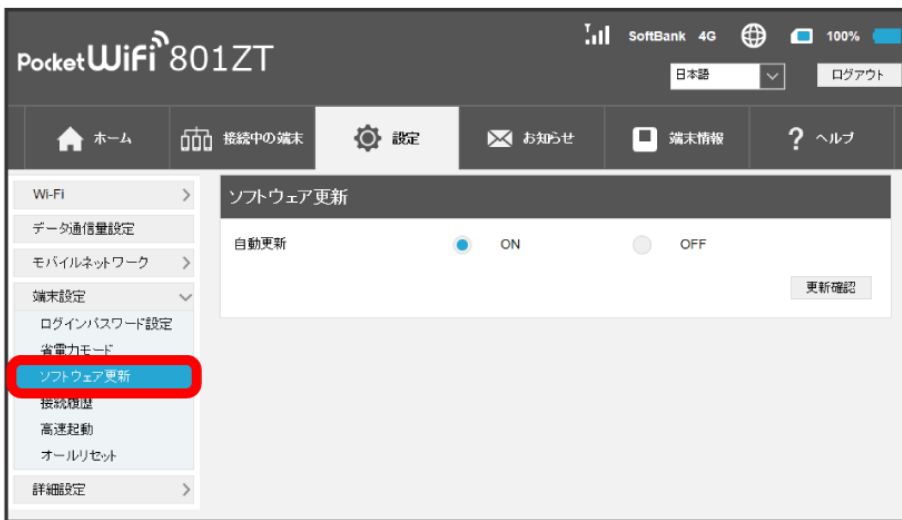 PocketWiFi 801ZT
SoftBank 4G 100%
日本語 ログアウト
ホーム 接続中の端末 設定 お知らせ 端末情報 ? ヘルプ
Wi-Fi
データ通信量設定
モバイルネットワーク
端末設定
ログインパスワード設定
省電力モード
ソフトウェア更新
接続履歴
高速起動
オールリセット
詳細設定
ソフトウェア更新
自動更新 ON OFF
更新確認